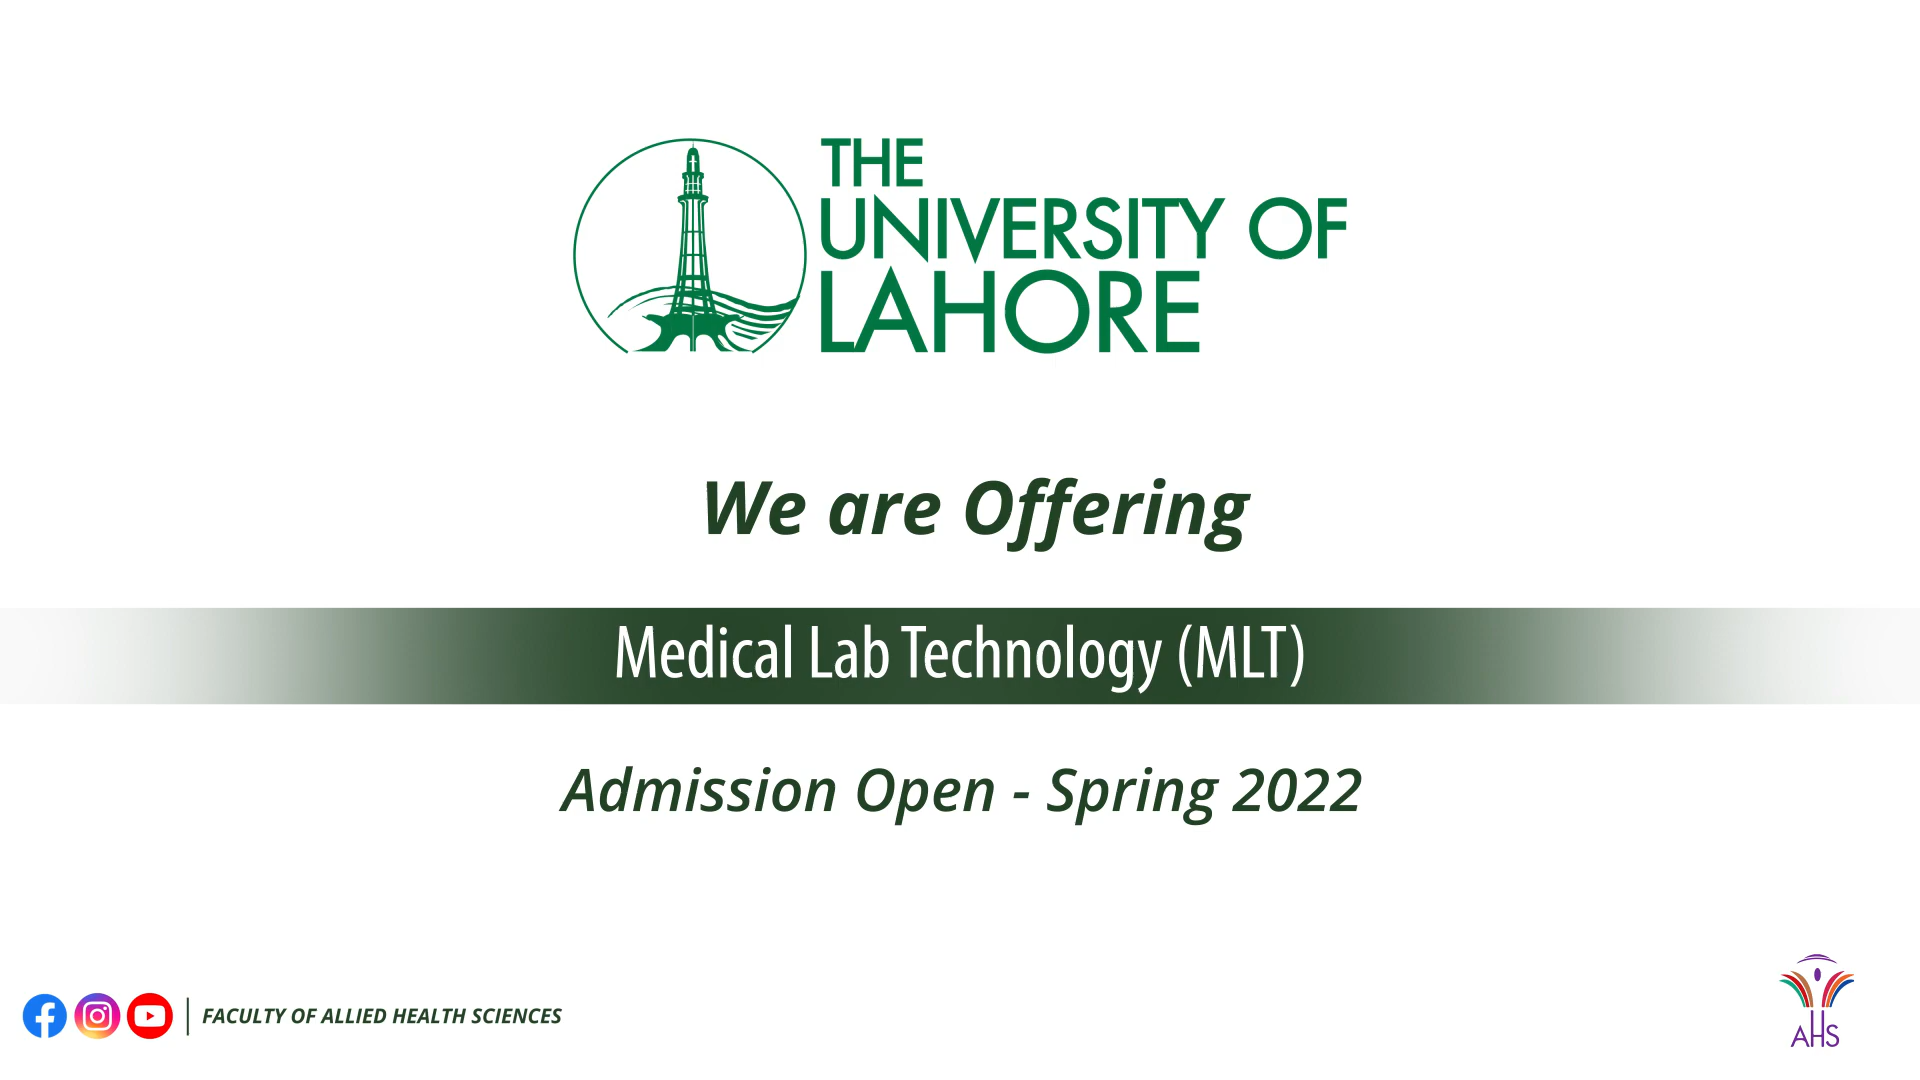 THE
UNIVERSITY OF
LAHORE
We are Offering
Medical Lab Technology (MLT)
Admission Open - Spring 2022
FACULTY OF ALLIED HEALTH SCIENCES
AHS